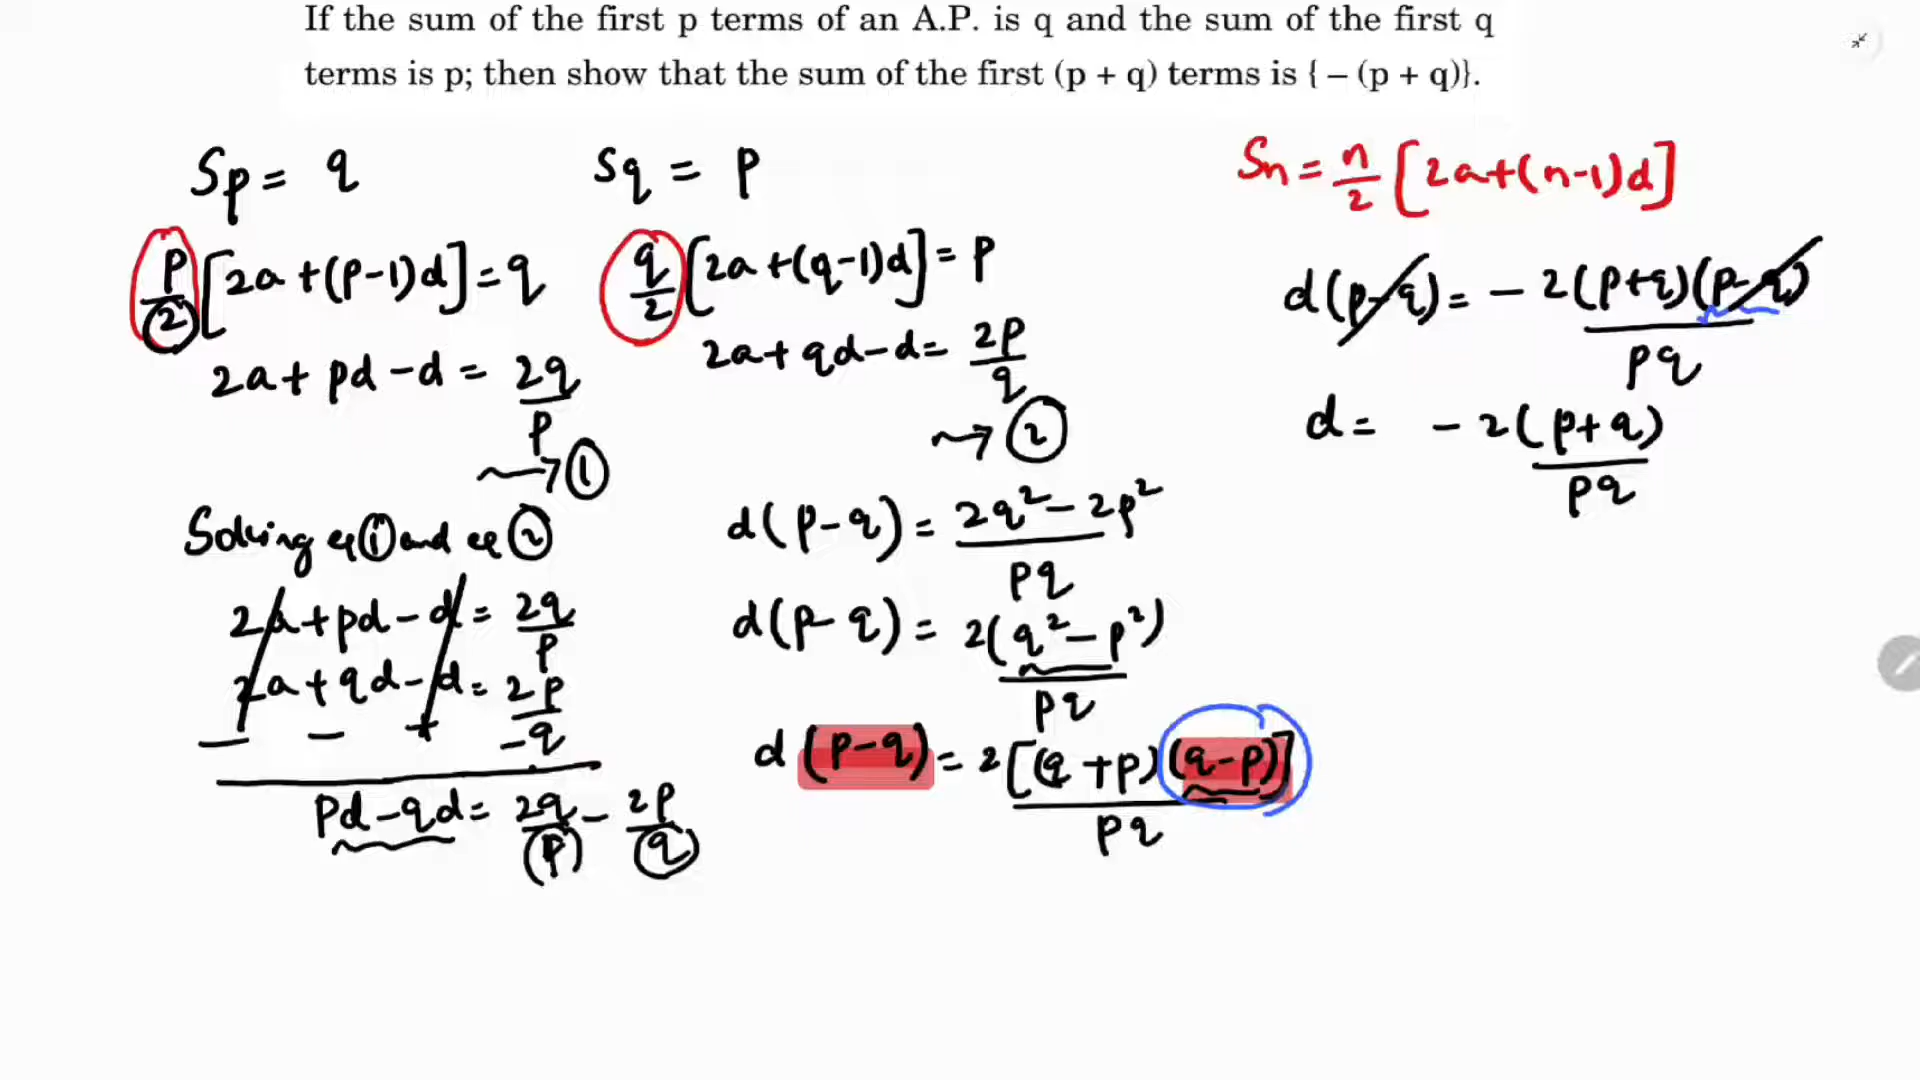 If the sum of the first p terms of an A.P. is q and the sum of the first q
terms is p; then show that the sum of the first (p + q) terms is { – (p + q)}.
Sp = q
p/2 [2a + (p-1)d] = q
2a + pd - d = 2q/p
→ ①
Solving eq ① and eq ②
2a + pd - d = 2q/p
2a + qd - d = 2p/q
- - + -
pd - qd = 2q/p - 2p/q
Sq = p
q/2 [2a + (q-1)d] = p
2a + qd - d = 2p/q
→ ②
d(p-q) = 2q² - 2p² / pq
d(p-q) = 2(q² - p²) / pq
d(p-q) = 2[(q+p)(q-p)] / pq
Sn = n/2 [2a + (n-1)d]
d(p-q) = -2(p+q)(p-q) / pq
d = -2(p+q) / pq